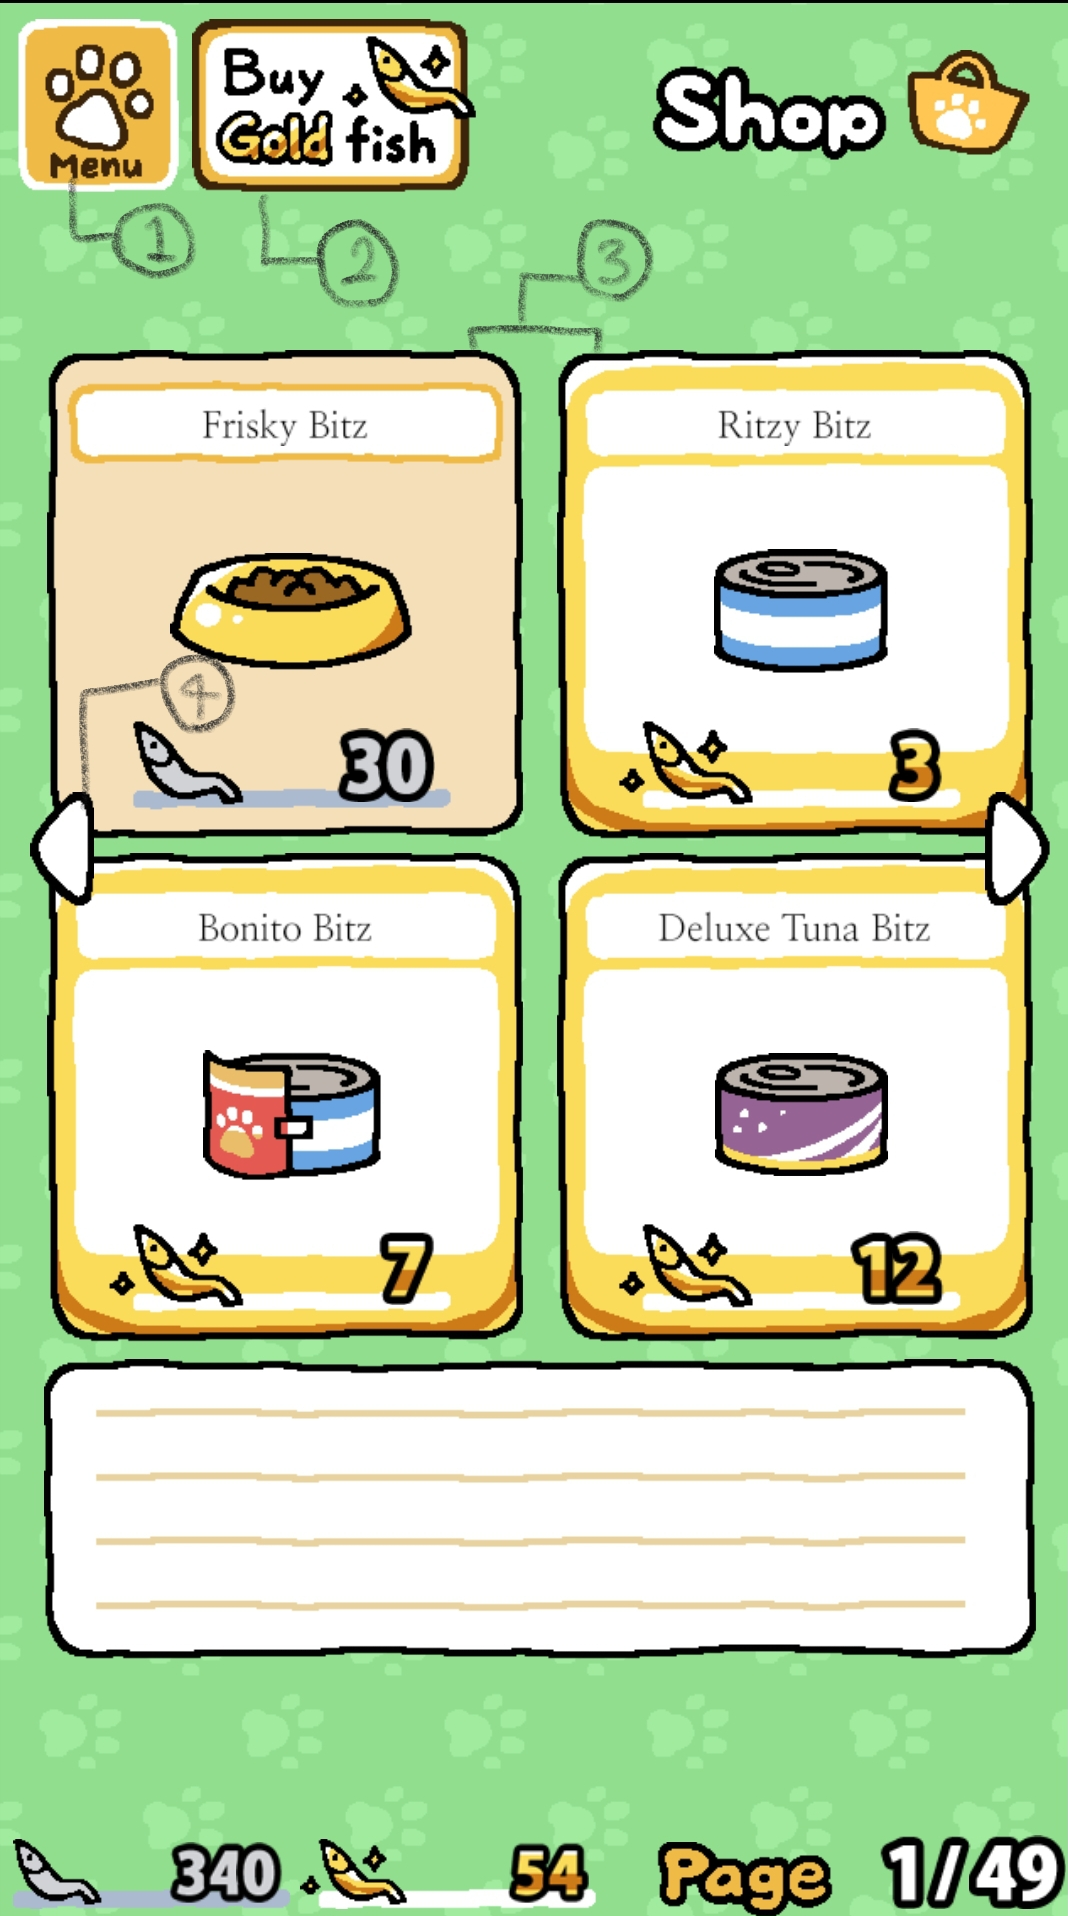 Menu
Buy
Gold fish
Shop
1
2
3
Frisky Bitz
Ritzy Bitz
4
30
3
Bonito Bitz
Deluxe Tuna Bitz
7
12
340
54
Page 1/49